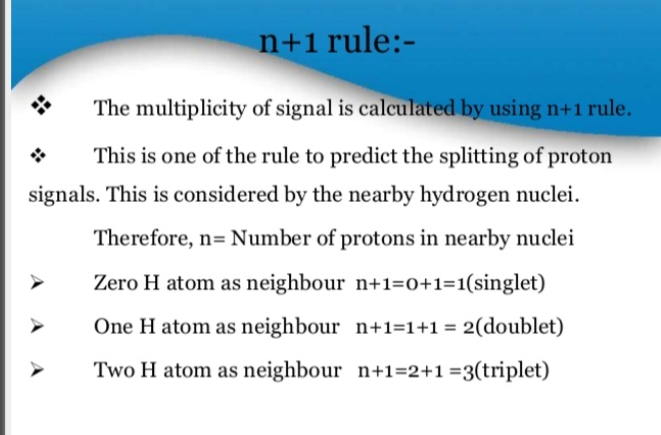 n+1 rule:-
❖ The multiplicity of signal is calculated by using n+1 rule.
❖ This is one of the rule to predict the splitting of proton
signals. This is considered by the nearby hydrogen nuclei.
Therefore, n= Number of protons in nearby nuclei
➢ Zero H atom as neighbour n+1=0+1=1(singlet)
➢ One H atom as neighbour n+1=1+1 = 2(doublet)
➢ Two H atom as neighbour n+1=2+1 =3(triplet)